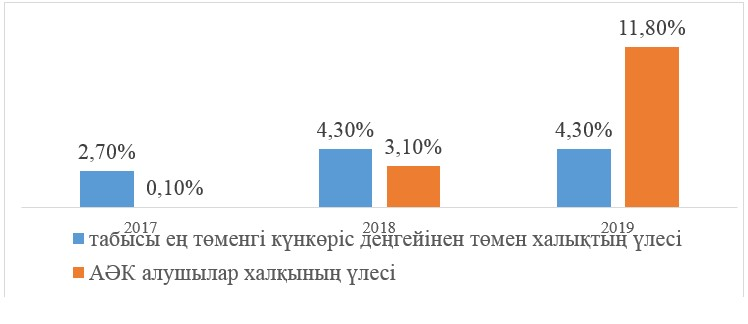 11,80%
4,30% 4,30%
2,70% 3,10%
0,10%
2017 2018 2019
табысы ең төменгі күнкөріс деңгейінен төмен халықтың үлесі
АӘК алушылар халқының үлесі